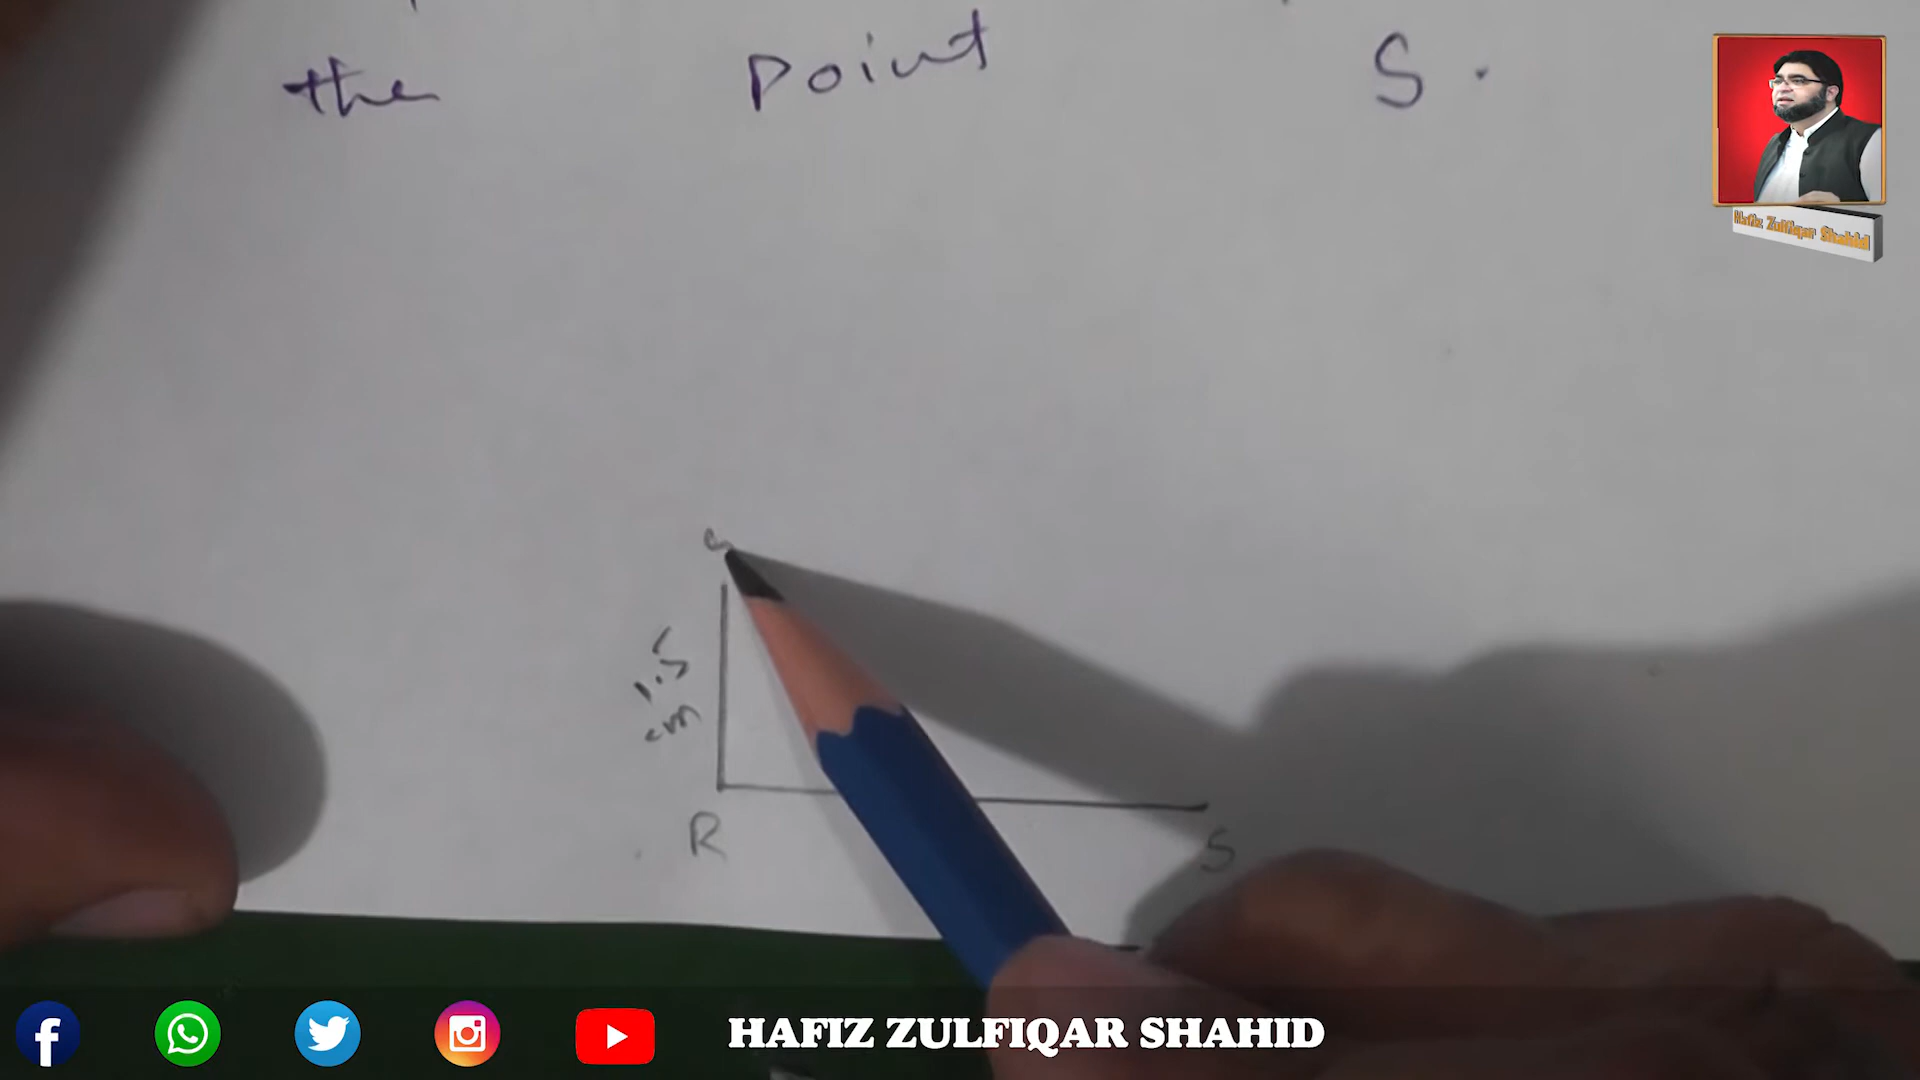 the point S.
Hafiz Zulfiqar Shahid
1.5
cm
R
S
HAFIZ ZULFIQAR SHAHID